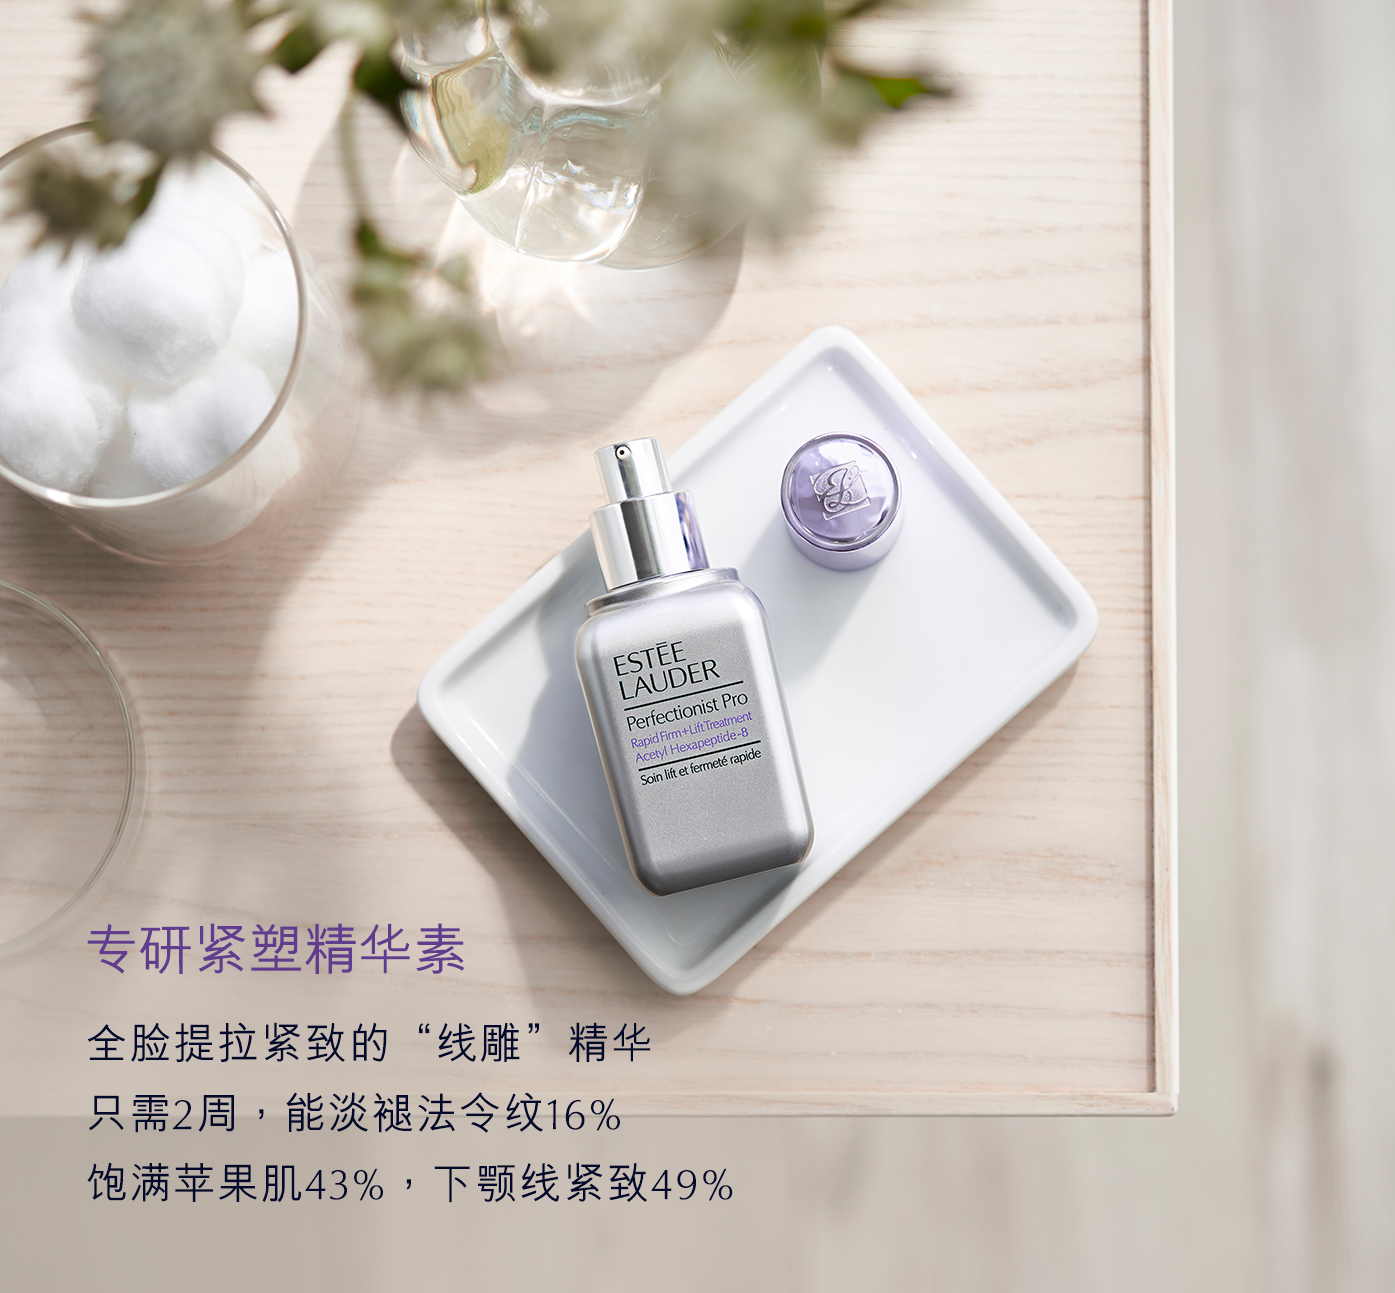 ESTĒE
LAUDER
Perfectionist Pro
Rapid Firm+Lift Treatment
Acetyl Hexapeptide-8
Soin lift et fermeté rapide
专研紧塑精华素
全脸提拉紧致的“线雕”精华
只需2周，能淡褪法令纹16%
饱满苹果肌43%，下颚线紧致49%